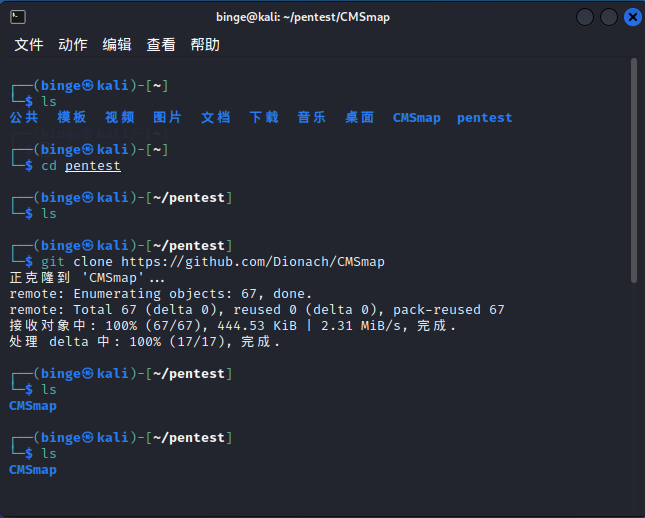 binge@kali: ~/pentest/CMSmap
文件 动作 编辑 查看 帮助
┌──(binge㉿kali)-[~]
└─$ ls
公共 模板 视频 图片 文档 下载 音乐 桌面 CMSmap pentest
┌──(binge㉿kali)-[~]
└─$ cd pentest
┌──(binge㉿kali)-[~/pentest]
└─$ ls
┌──(binge㉿kali)-[~/pentest]
└─$ git clone https://github.com/Dionach/CMSmap
正克隆到 'CMSmap'...
remote: Enumerating objects: 67, done.
remote: Total 67 (delta 0), reused 0 (delta 0), pack-reused 67
接收对象中: 100% (67/67), 444.53 KiB | 2.31 MiB/s, 完成.
处理 delta 中: 100% (17/17), 完成.
┌──(binge㉿kali)-[~/pentest]
└─$ ls
CMSmap
┌──(binge㉿kali)-[~/pentest]
└─$ ls
CMSmap